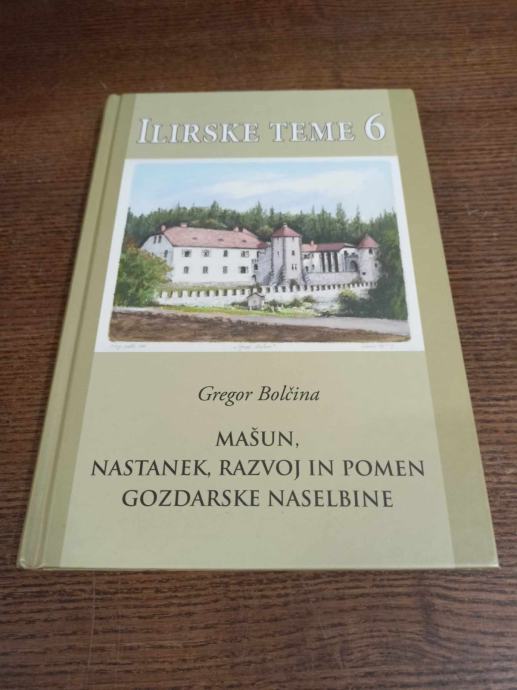 ILIRSKE TEME 6
Gregor Bolčina
MAŠUN,
NASTANEK, RAZVOJ IN POMEN
GOZDARSKE NASELBINE